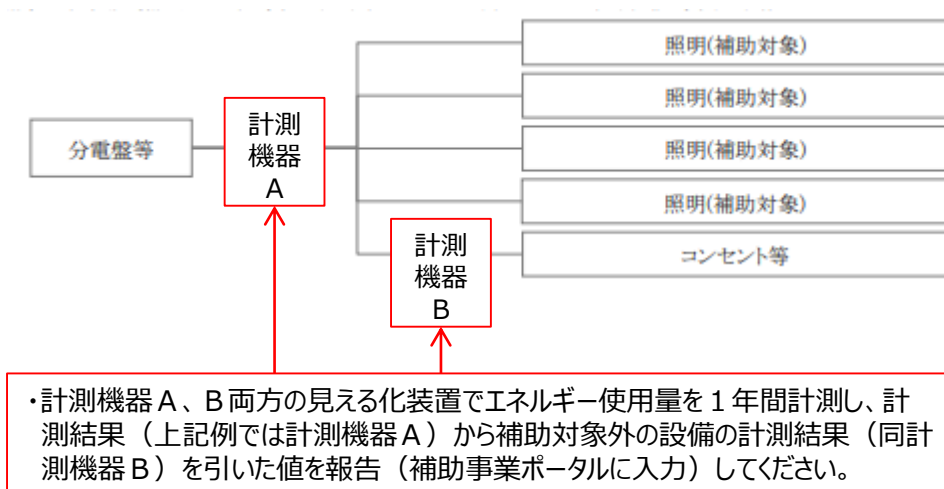 照明(補助対象)
照明(補助対象)
計測
機器
A
分電盤等
照明(補助対象)
照明(補助対象)
計測
機器
B
コンセント等
・計測機器A、B両方の見える化装置でエネルギー使用量を1年間計測し、計
測結果（上記例では計測機器A）から補助対象外の設備の計測結果（同計
測機器B）を引いた値を報告（補助事業ポータルに入力）してください。